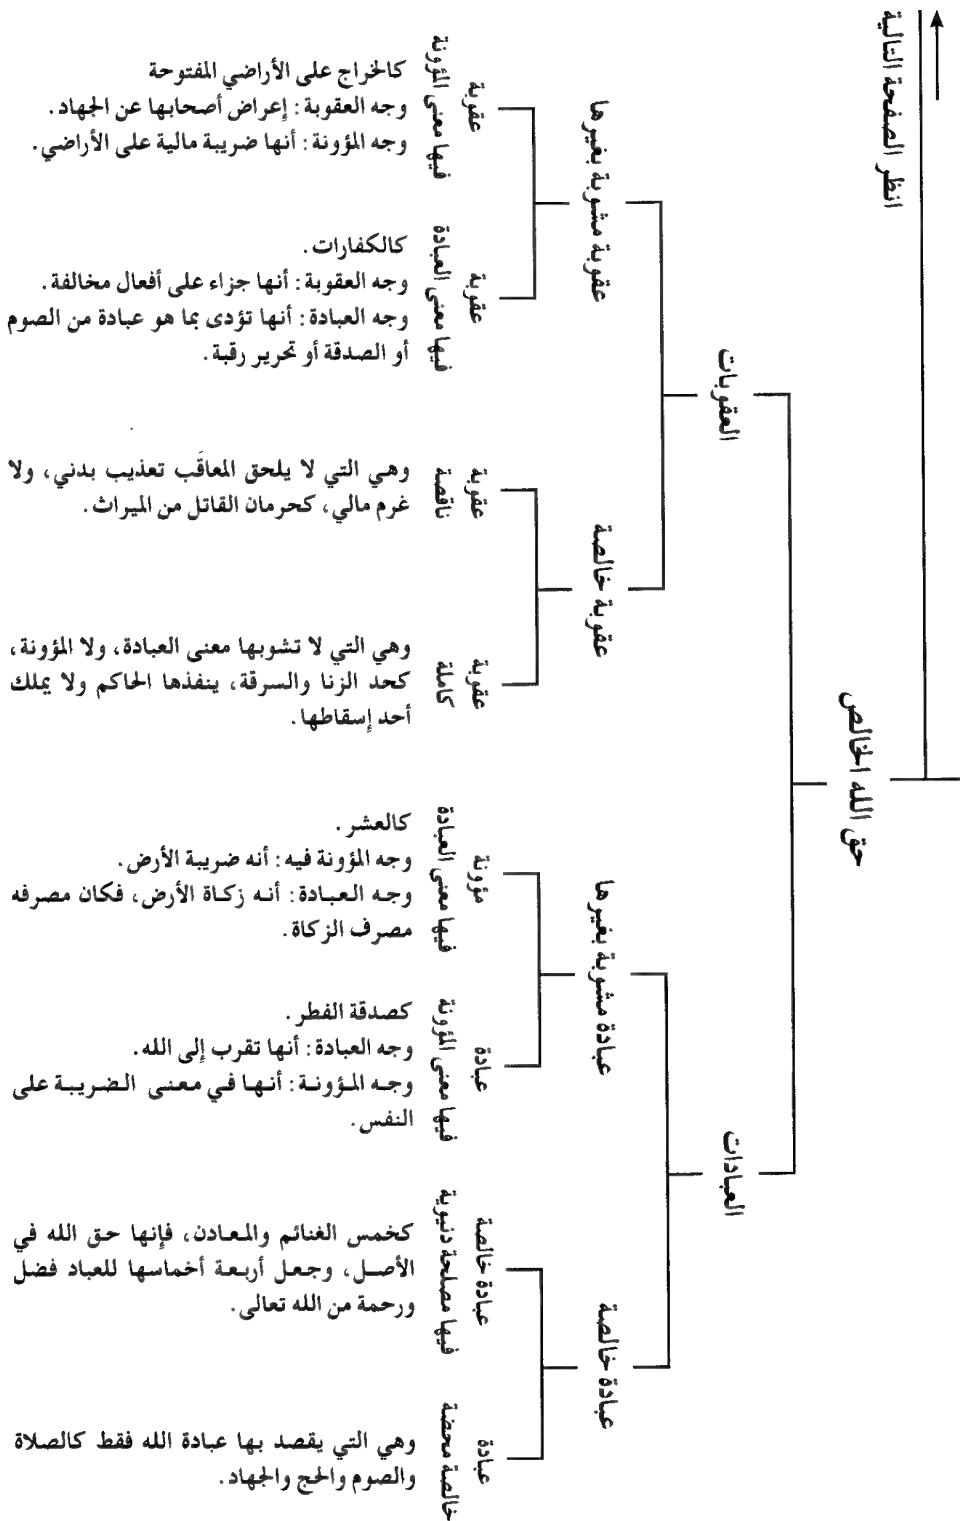 انظر الصفحة التالية
حق الله الخالص
العقوبات
عقوبة مشوبة بغيرها
عقوبة
فيها معنى المؤونة
كالخراج على الأراضي المفتوحة
وجه العقوبة: إعراض أصحابها عن الجهاد.
وجه المؤونة: أنها ضريبة مالية على الأراضي.
عقوبة
فيها معنى العبادة
كالكفارات.
وجه العقوبة: أنها جزاء على أفعال مخالفة.
وجه العبادة: أنها تؤدى بما هو عبادة من الصوم
أو الصدقة أو تحرير رقبة.
عقوبة خالصة
عقوبة
ناقصة
وهي التي لا يلحق المعاقَب تعذيب بدني، ولا
غرم مالي، كحرمان القاتل من الميراث.
عقوبة
كاملة
وهي التي لا تشوبها معنى العبادة، ولا المؤونة،
كحد الزنا والسرقة، ينفذها الحاكم ولا يملك
أحد إسقاطها.
العبادات
عبادة مشوبة بغيرها
مؤونة
فيها معنى العبادة
كالعشر.
وجه المؤونة فيه: أنه ضريبة الأرض.
وجه العبادة: أنه زكاة الأرض، فكان مصرفه
مصرف الزكاة.
عبادة
فيها معنى المؤونة
كصدقة الفطر.
وجه العبادة: أنها تقرب إلى الله.
وجه المؤونة: أنها في معنى الضريبة على
النفس.
عبادة خالصة
عبادة خالصة
فيها مصلحة دنيوية
كخمس الغنائم والمعادن، فإنها حق الله في
الأصل، وجعل أربعة أخماسها للعباد فضل
ورحمة من الله تعالى.
عبادة
خالصة محضة
وهي التي يقصد بها عبادة الله فقط كالصلاة
والصوم والحج والجهاد.